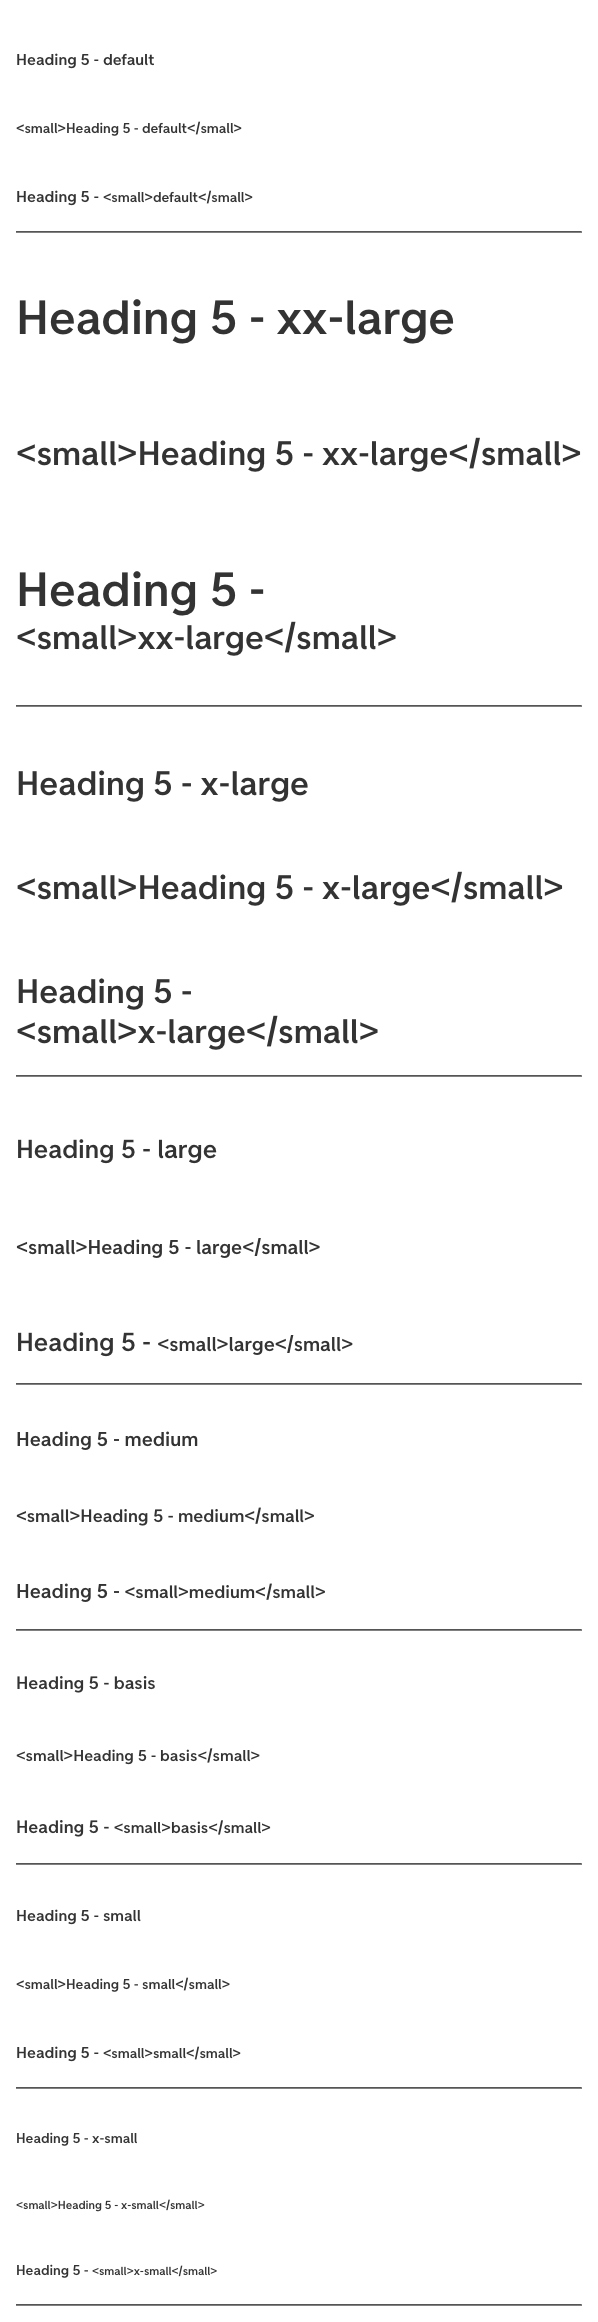 Heading 5 - default
<small>Heading 5 - default</small>
Heading 5 - <small>default</small>
Heading 5 - xx-large
<small>Heading 5 - xx-large</small>
Heading 5 -
<small>xx-large</small>
Heading 5 - x-large
<small>Heading 5 - x-large</small>
Heading 5 -
<small>x-large</small>
Heading 5 - large
<small>Heading 5 - large</small>
Heading 5 - <small>large</small>
Heading 5 - medium
<small>Heading 5 - medium</small>
Heading 5 - <small>medium</small>
Heading 5 - basis
<small>Heading 5 - basis</small>
Heading 5 - <small>basis</small>
Heading 5 - small
<small>Heading 5 - small</small>
Heading 5 - <small>small</small>
Heading 5 - x-small
<small>Heading 5 - x-small</small>
Heading 5 - <small>x-small</small>